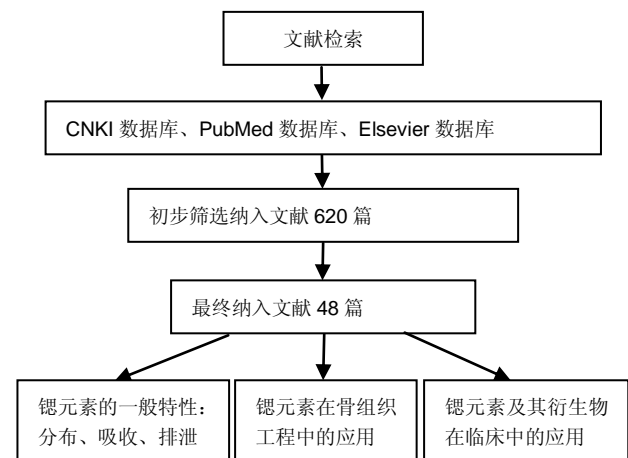 文献检索
CNKI 数据库、PubMed 数据库、Elsevier 数据库
初步筛选纳入文献 620 篇
最终纳入文献 48 篇
锶元素的一般特性：
分布、吸收、排泄
锶元素在骨组织
工程中的应用
锶元素及其衍生物
在临床中的应用